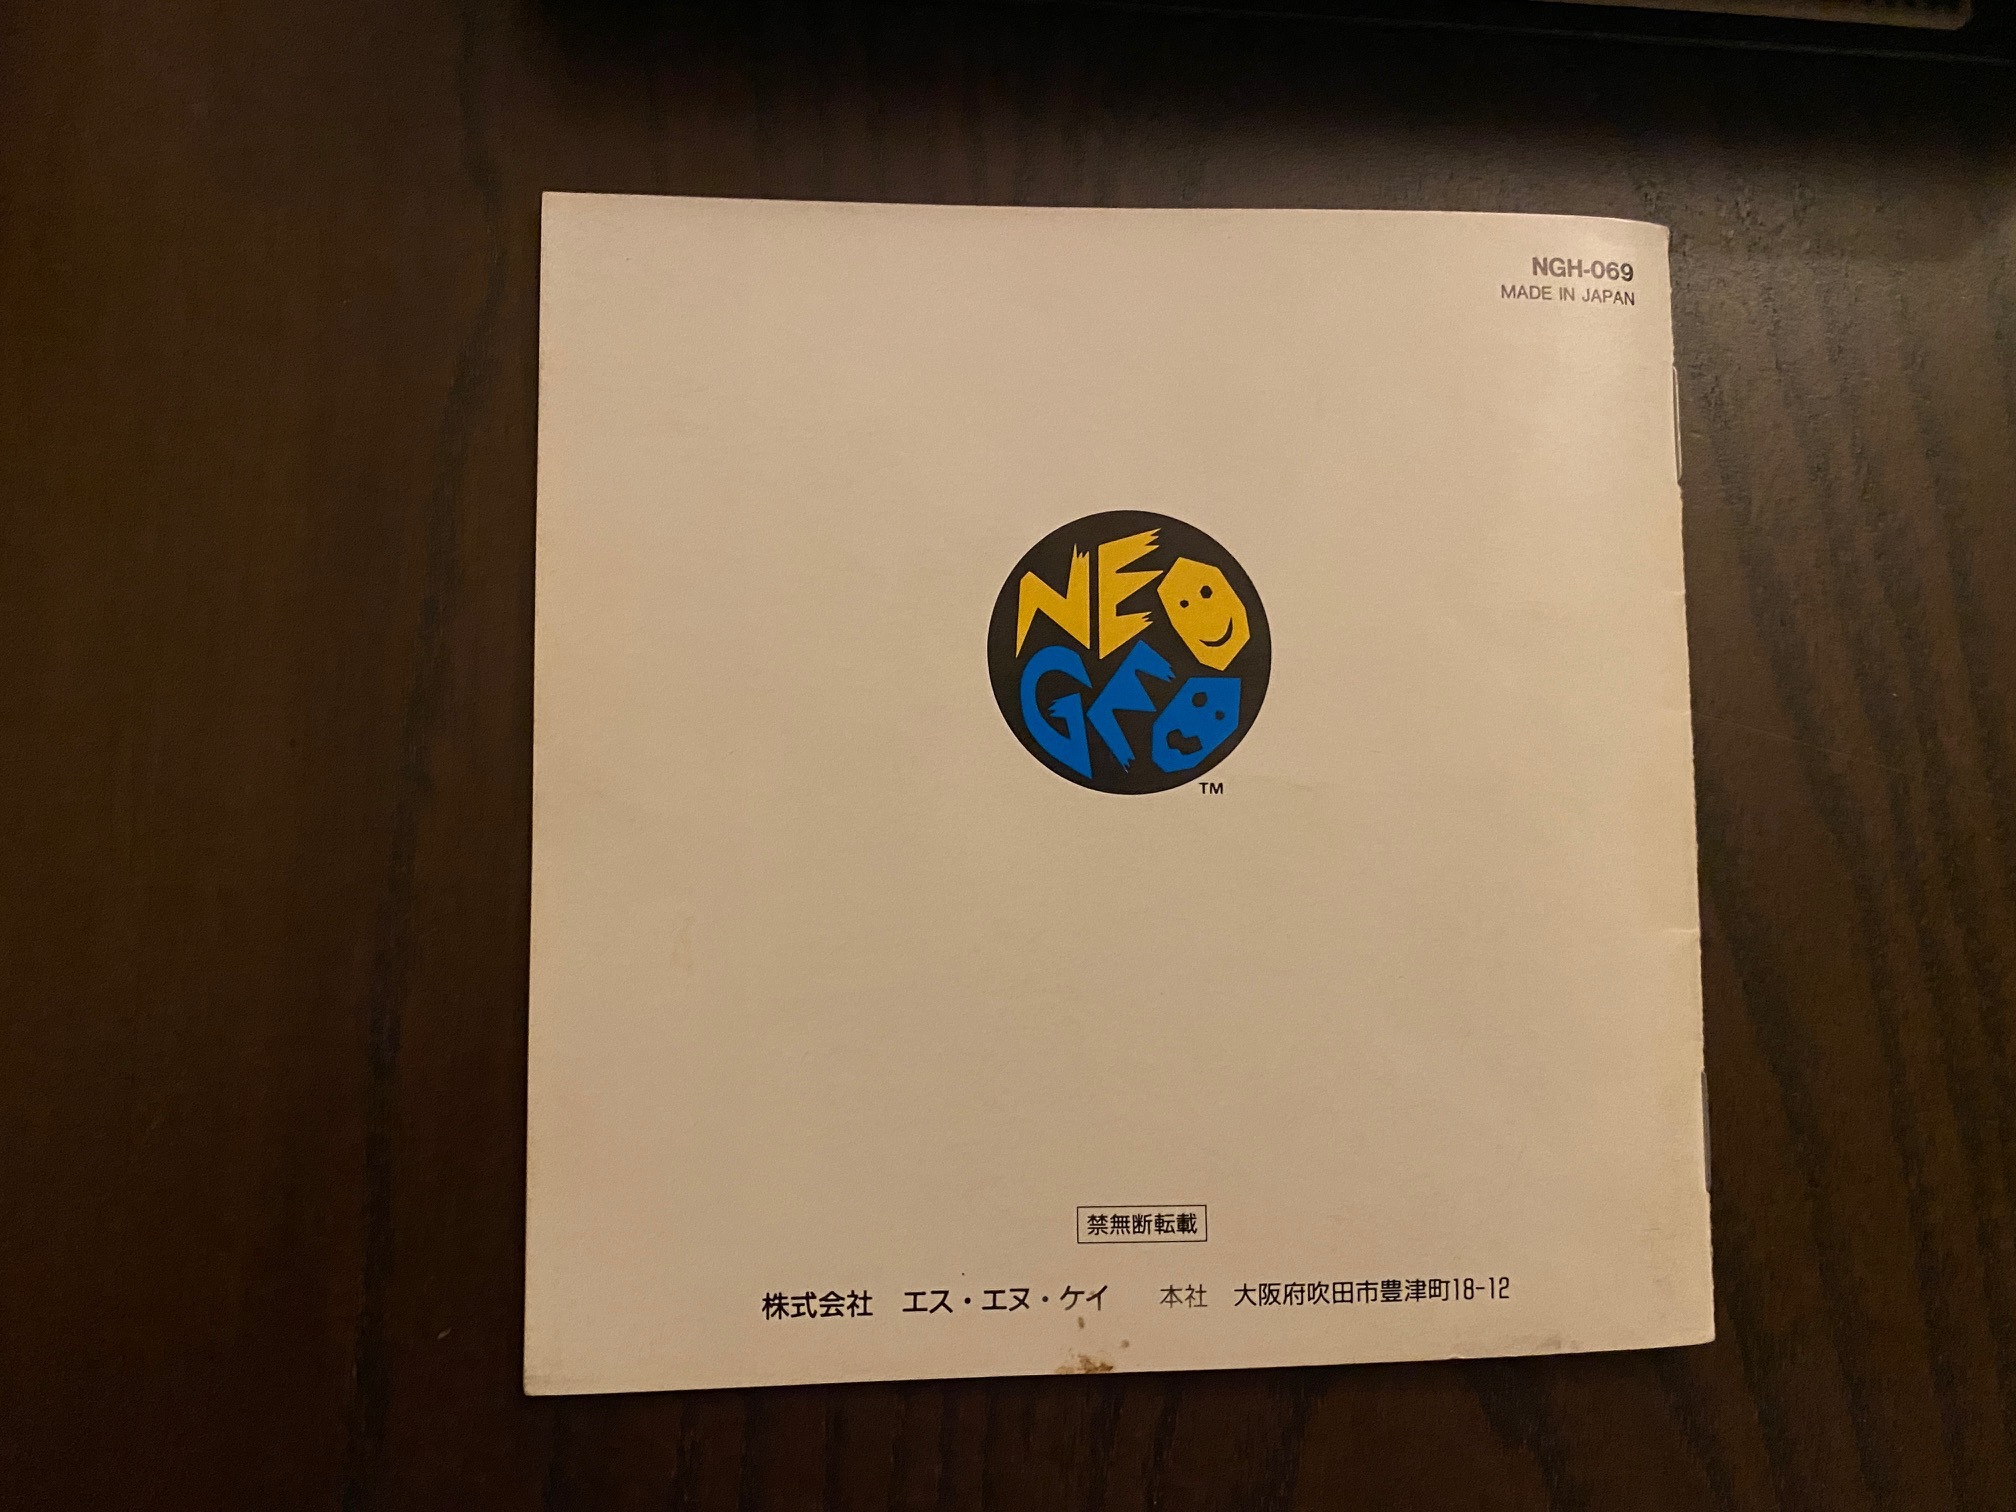 NGH-069
MADE IN JAPAN
NEO
GEO
TM
禁無断転載
株式会社 エス・エヌ・ケイ 本社 大阪府吹田市豊津町18-12